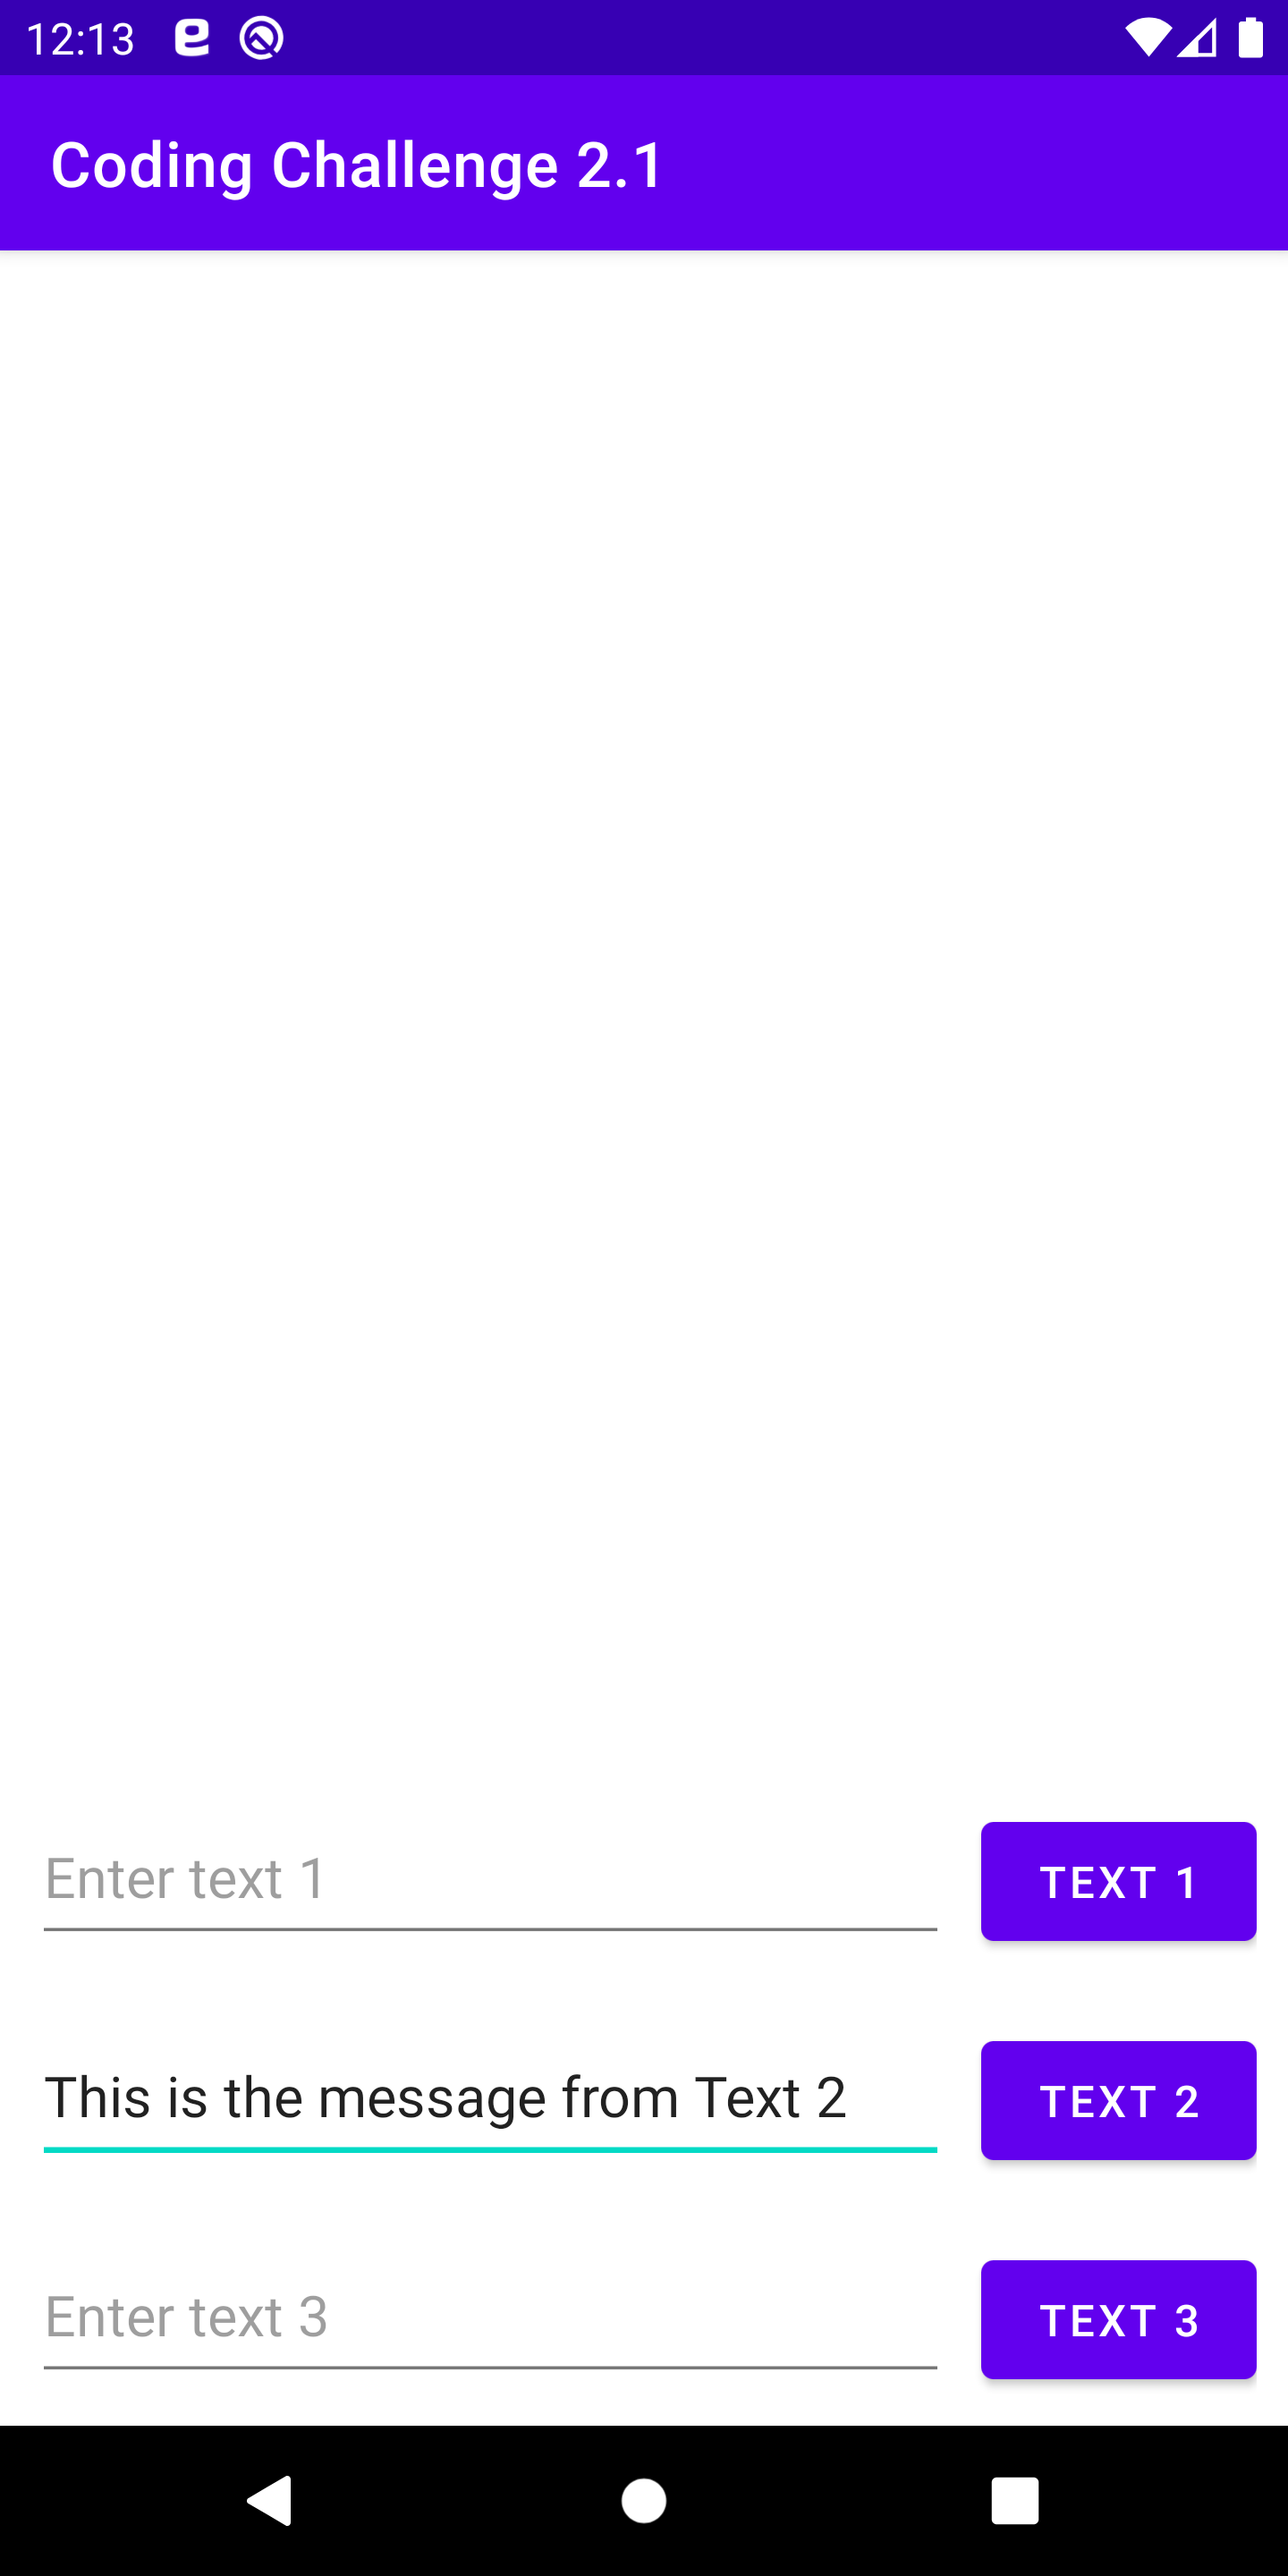 12:13
Coding Challenge 2.1
Enter text 1
TEXT 1
This is the message from Text 2
TEXT 2
Enter text 3
TEXT 3